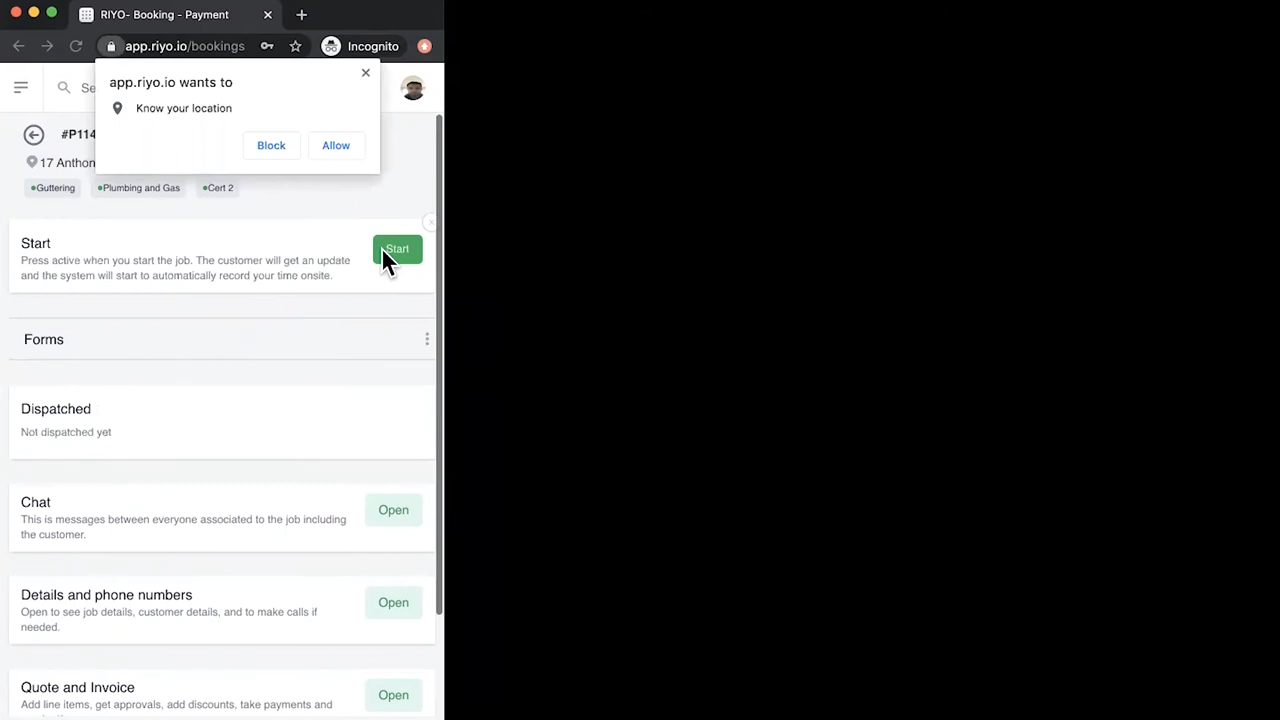 RIYO- Booking - Payment
app.riyo.io/bookings
Incognito
app.riyo.io wants to
Know your location
Block
Allow
Se
#P114
17 Anthon
Guttering
Plumbing and Gas
Cert 2
Start
Press active when you start the job. The customer will get an update
and the system will start to automatically record your time onsite.
Start
Forms
Dispatched
Not dispatched yet
Chat
This is messages between everyone associated to the job including
the customer.
Open
Details and phone numbers
Open to see job details, customer details, and to make calls if
needed.
Open
Quote and Invoice
Add line items, get approvals, add discounts, take payments and
Open